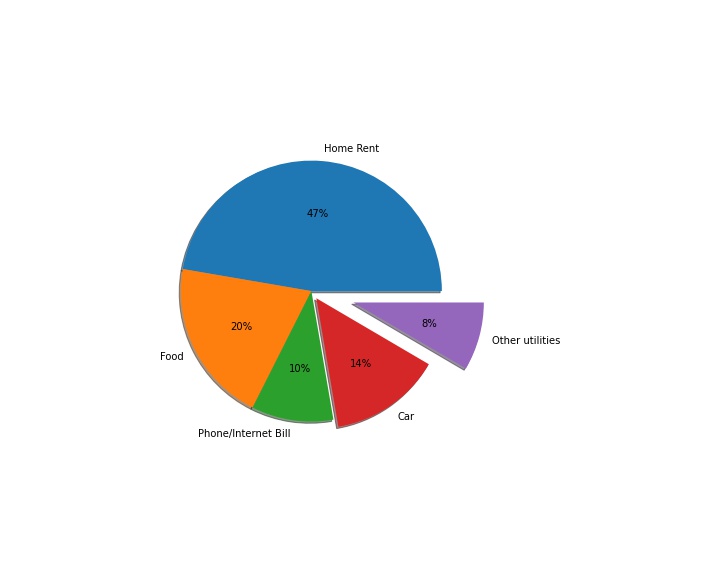 Home Rent
47%
20%
Food
10%
Phone/Internet Bill
14%
Car
8%
Other utilities